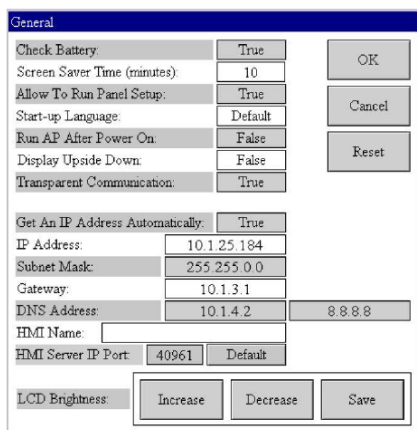 General
Check Battery: True
OK
Screen Saver Time (minutes): 10
Allow To Run Panel Setup: True
Cancel
Start-up Language: Default
Run AP After Power On: False
Reset
Display Upside Down: False
Transparent Communication: True
Get An IP Address Automatically: True
IP Address: 10.1.25.184
Subnet Mask: 255.255.0.0
Gateway: 10.1.3.1
DNS Address: 10.1.4.2 8.8.8.8
HMI Name:
HMI Server IP Port: 40961 Default
LCD Brightness: Increase Decrease Save